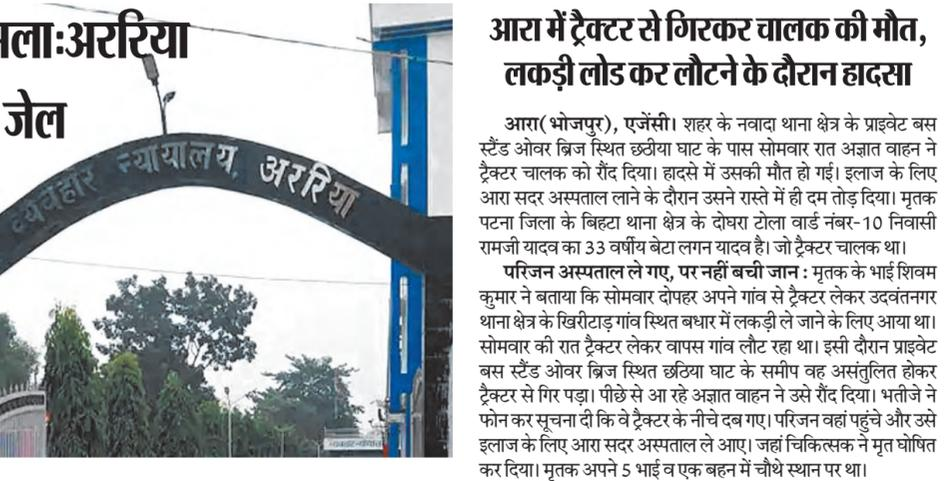 मला:अररिया
जेल
व्यवहार न्यायालय, अररिया
आरा में ट्रैक्टर से गिरकर चालक की मौत,
लकड़ी लोड कर लौटने के दौरान हादसा
आरा(भोजपुर), एजेंसी। शहर के नवादा थाना क्षेत्र के प्राइवेट बस
स्टैंड ओवर ब्रिज स्थित छठीया घाट के पास सोमवार रात अज्ञात वाहन ने
ट्रैक्टर चालक को रौंद दिया। हादसे में उसकी मौत हो गई। इलाज के लिए
आरा सदर अस्पताल लाने के दौरान उसने रास्ते में ही दम तोड़ दिया। मृतक
पटना जिला के बिहटा थाना क्षेत्र के दोघरा टोला वार्ड नंबर-10 निवासी
रामजी यादव का 33 वर्षीय बेटा लगन यादव है। जो ट्रैक्टर चालक था।
परिजन अस्पताल ले गए, पर नहीं बची जान : मृतक के भाई शिवम
कुमार ने बताया कि सोमवार दोपहर अपने गांव से ट्रैक्टर लेकर उदवंतनगर
थाना क्षेत्र के खिरीटाड़ गांव स्थित बधार में लकड़ी ले जाने के लिए आया था।
सोमवार की रात ट्रैक्टर लेकर वापस गांव लौट रहा था। इसी दौरान प्राइवेट
बस स्टैंड ओवर ब्रिज स्थित छठिया घाट के समीप वह असंतुलित होकर
ट्रैक्टर से गिर पड़ा। पीछे से आ रहे अज्ञात वाहन ने उसे रौंद दिया। भतीजे ने
फोन कर सूचना दी कि वे ट्रैक्टर के नीचे दब गए। परिजन वहां पहुंचे और उसे
इलाज के लिए आरा सदर अस्पताल ले आए। जहां चिकित्सक ने मृत घोषित
कर दिया। मृतक अपने 5 भाई व एक बहन में चौथे स्थान पर था।